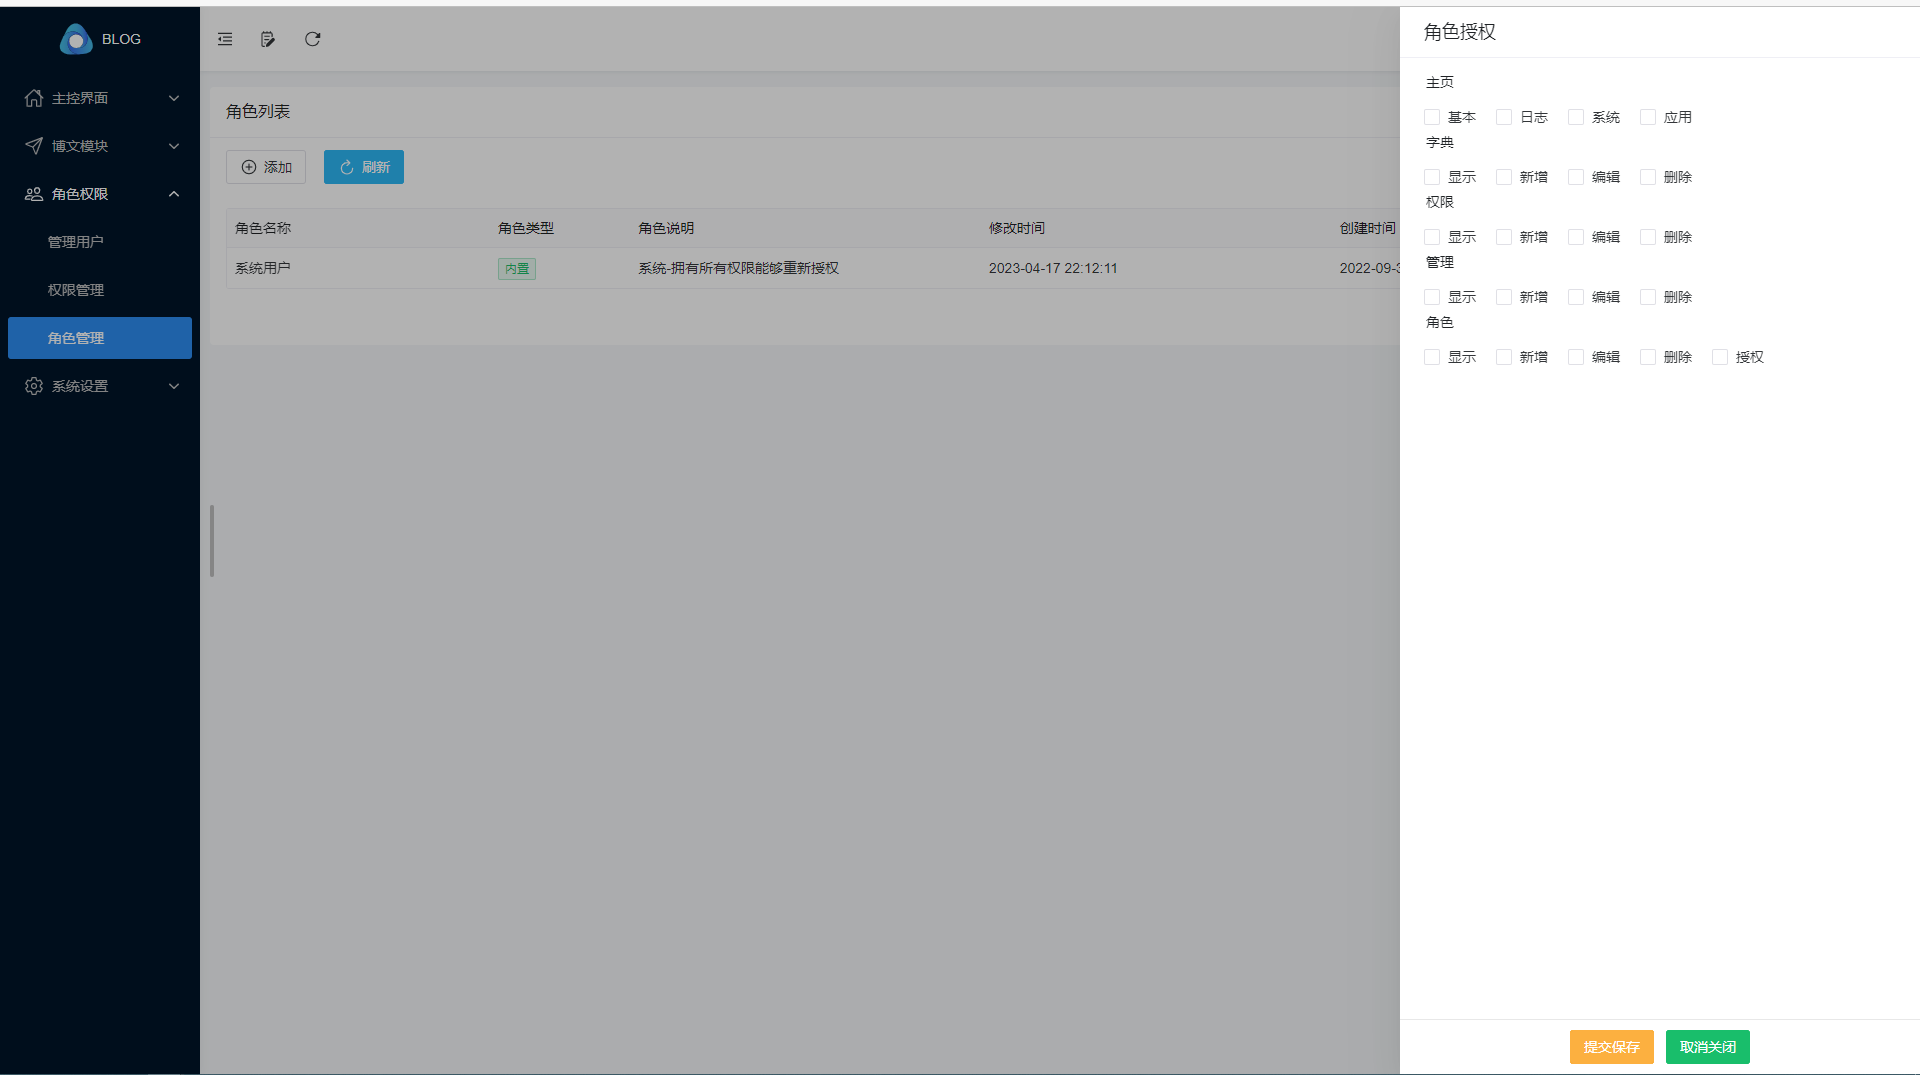 BLOG
主控界面
博文模块
角色权限
管理用户
权限管理
角色管理
系统设置
角色列表
添加 刷新
角色名称 角色类型 角色说明 修改时间 创建时间
系统用户 内置 系统-拥有所有权限能够重新授权 2023-04-17 22:12:11 2022-09-
角色授权
主页
基本 日志 系统 应用
字典
显示 新增 编辑 删除
权限
显示 新增 编辑 删除
管理
显示 新增 编辑 删除
角色
显示 新增 编辑 删除 授权
提交保存 取消关闭